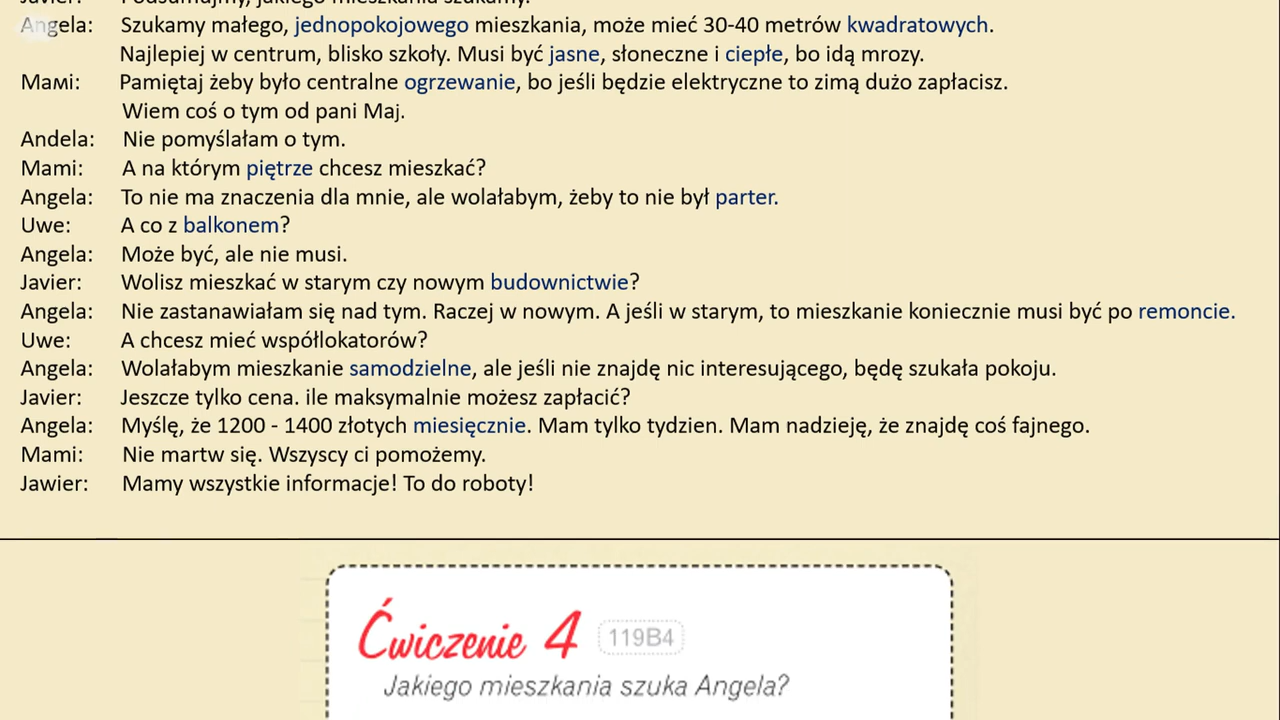 Javier: Podsumujmy, jakiego mieszkania szukamy.
Angela: Szukamy małego, jednopokojowego mieszkania, może mieć 30-40 metrów kwadratowych.
Najlepiej w centrum, blisko szkoły. Musi być jasne, słoneczne i ciepłe, bo idą mrozy.
Mамі: Pamiętaj żeby było centralne ogrzewanie, bo jeśli będzie elektryczne to zimą dużo zapłacisz.
Wiem coś o tym od pani Maj.
Andela: Nie pomyślałam o tym.
Mami: A na którym piętrze chcesz mieszkać?
Angela: To nie ma znaczenia dla mnie, ale wolałabym, żeby to nie był parter.
Uwe: A co z balkonem?
Angela: Może być, ale nie musi.
Javier: Wolisz mieszkać w starym czy nowym budownictwie?
Angela: Nie zastanawiałam się nad tym. Raczej w nowym. A jeśli w starym, to mieszkanie koniecznie musi być po remoncie.
Uwe: A chcesz mieć współlokatorów?
Angela: Wolałabym mieszkanie samodzielne, ale jeśli nie znajdę nic interesującego, będę szukała pokoju.
Javier: Jeszcze tylko cena. ile maksymalnie możesz zapłacić?
Angela: Myślę, że 1200 - 1400 złotych miesięcznie. Mam tylko tydzien. Mam nadzieję, że znajdę coś fajnego.
Mami: Nie martw się. Wszyscy ci pomożemy.
Jawier: Mamy wszystkie informacje! To do roboty!
Ćwiczenie 4 119B4
Jakiego mieszkania szuka Angela?